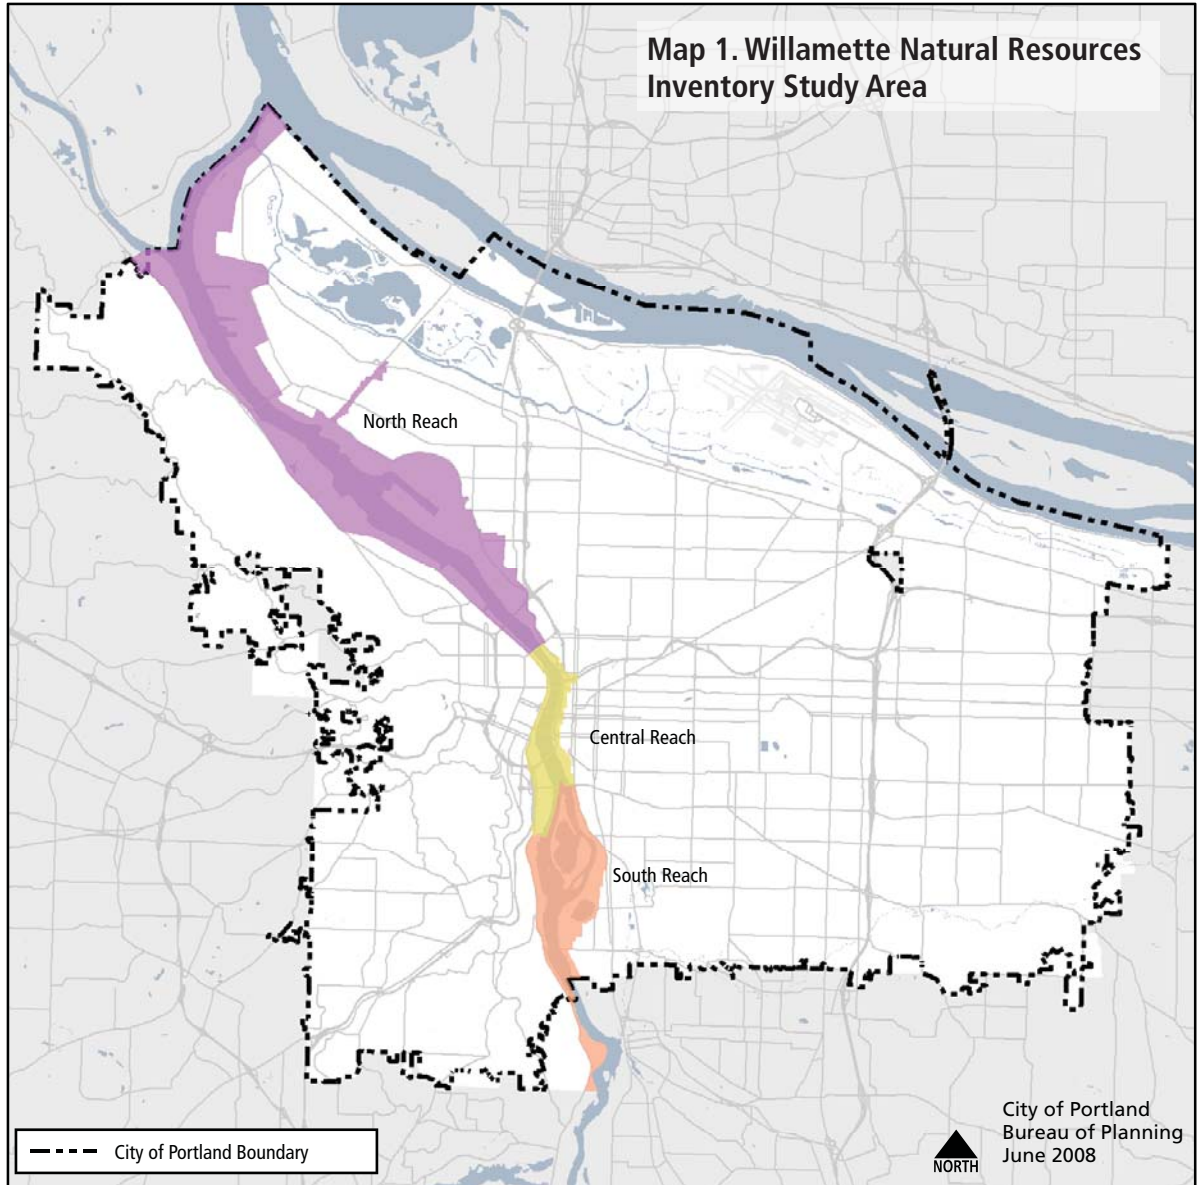 Map 1. Willamette Natural Resources
Inventory Study Area
North Reach
Central Reach
South Reach
City of Portland Boundary
NORTH
City of Portland
Bureau of Planning
June 2008